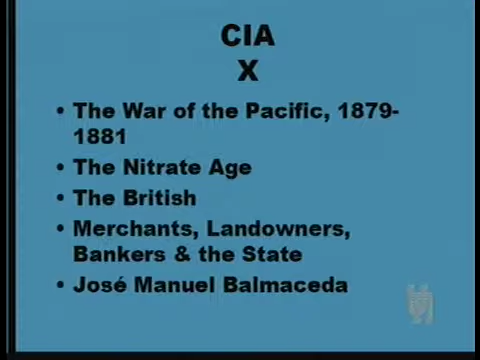 CIA
X
• The War of the Pacific, 1879-
1881
• The Nitrate Age
• The British
• Merchants, Landowners,
Bankers & the State
• José Manuel Balmaceda